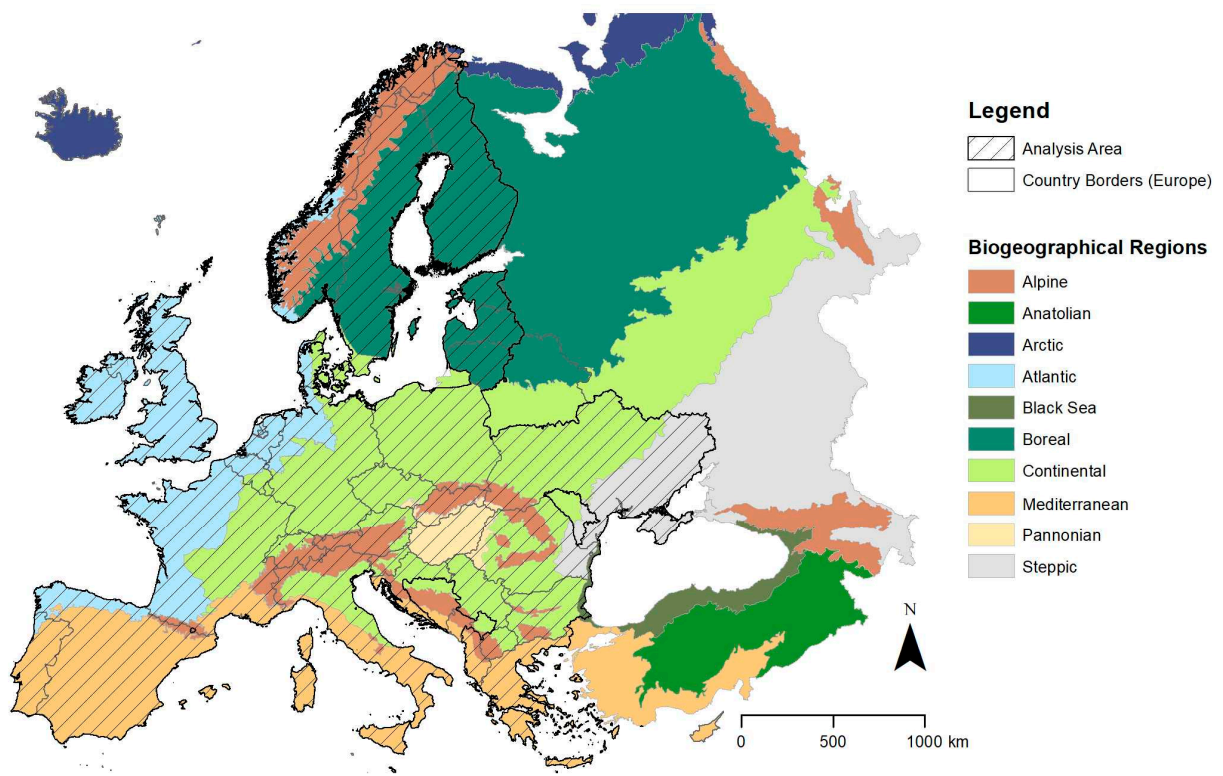 Legend
Analysis Area
Country Borders (Europe)
Biogeographical Regions
Alpine
Anatolian
Arctic
Atlantic
Black Sea
Boreal
Continental
Mediterranean
Pannonian
Steppic
N
0 500 1000 km